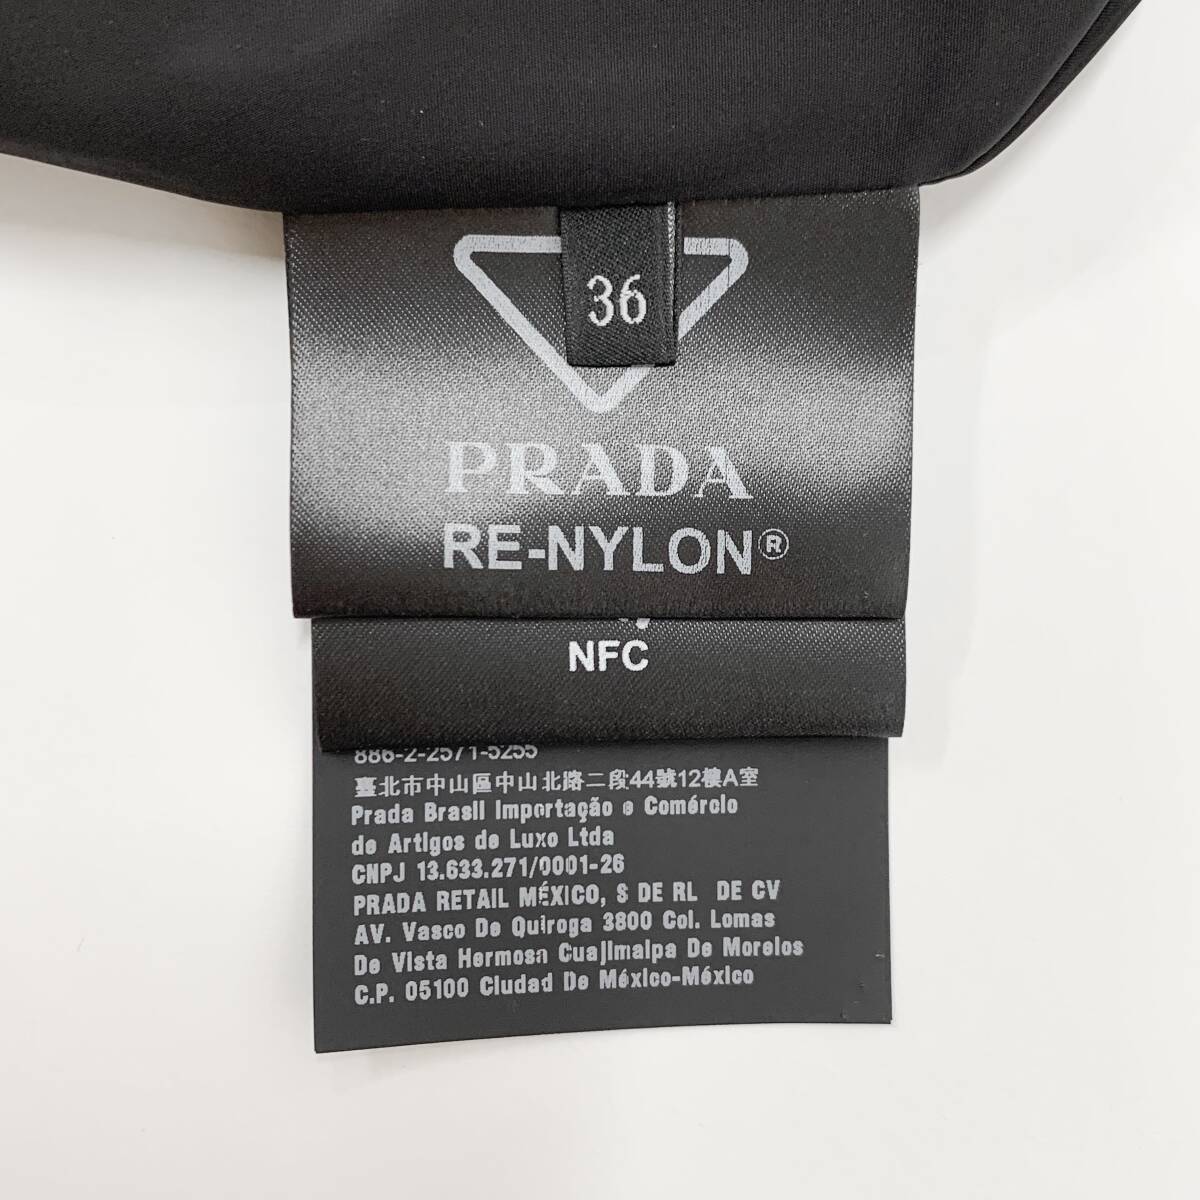 36
PRADA
RE-NYLON®
NFC
886-2-2571-5255
臺北市中山區中山北路二段44號12樓A室
Prada Brasil Importação e Comércio
de Artigos de Luxo Ltda
CNPJ 13.633.271/0001-26
PRADA RETAIL MÉXICO, S DE RL DE CV
AV. Vasco De Quiroga 3800 Col. Lomas
De Vista Hermosa Cuajimalpa De Morelos
C.P. 05100 Ciudad De México-México